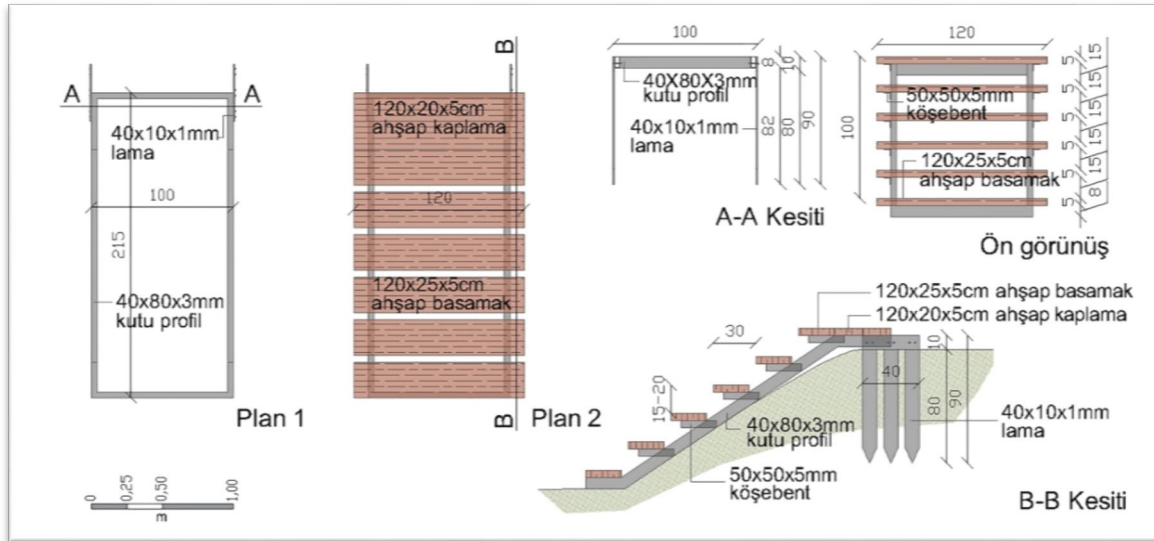 A
A
40x10x1mm
lama
100
215
40x80x3mm
kutu profil
Plan 1
0
0,25
0,50
1,00
m
B
120x20x5cm
ahşap kaplama
120
120x25x5cm
ahşap basamak
B
Plan 2
100
40X80X3mm
kutu profil
40x10x1mm
lama
8
82
10
80
90
A-A Kesiti
120
50x50x5mm
köşebent
100
120x25x5cm
ahşap basamak
5
15
5
15
5
15
5
15
5
15
5
15
8
Ön görünüş
120x25x5cm ahşap basamak
120x20x5cm ahşap kaplama
30
10
40
80
90
15-20
40x80x3mm
kutu profil
40x10x1mm
lama
50x50x5mm
köşebent
B-B Kesiti